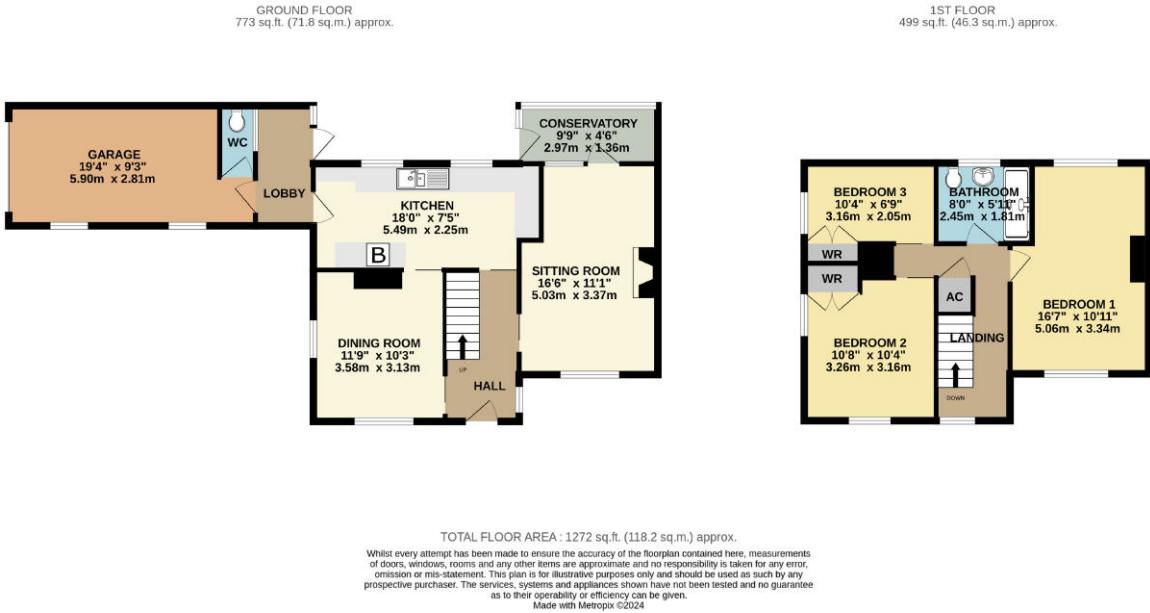 GROUND FLOOR
773 sq.ft. (71.8 sq.m.) approx.
1ST FLOOR
499 sq.ft. (46.3 sq.m.) approx.
GARAGE
19'4" x 9'3"
5.90m x 2.81m
WC
LOBBY
CONSERVATORY
9'9" x 4'6"
2.97m x 1.36m
KITCHEN
18'0" x 7'5"
5.49m x 2.25m
B
SITTING ROOM
16'6" x 11'1"
5.03m x 3.37m
DINING ROOM
11'9" x 10'3"
3.58m x 3.13m
UP
HALL
BEDROOM 3
10'4" x 6'9"
3.16m x 2.05m
BATHROOM
8'0" x 5'11"
2.45m x 1.81m
WR
WR
AC
BEDROOM 1
16'7" x 10'11"
5.06m x 3.34m
BEDROOM 2
10'8" x 10'4"
3.26m x 3.16m
LANDING
DOWN
TOTAL FLOOR AREA : 1272 sq.ft. (118.2 sq.m.) approx.
Whilst every attempt has been made to ensure the accuracy of the floorplan contained here, measurements
of doors, windows, rooms and any other items are approximate and no responsibility is taken for any error,
omission or mis-statement. This plan is for illustrative purposes only and should be used as such by any
prospective purchaser. The services, systems and appliances shown have not been tested and no guarantee
as to their operability or efficiency can be given.
Made with Metropix ©2024